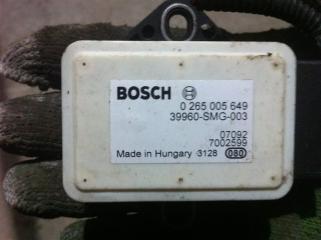 BOSCH
0 265 005 649
39960-SMG-003
07092
7002599
Made in Hungary 3128 080